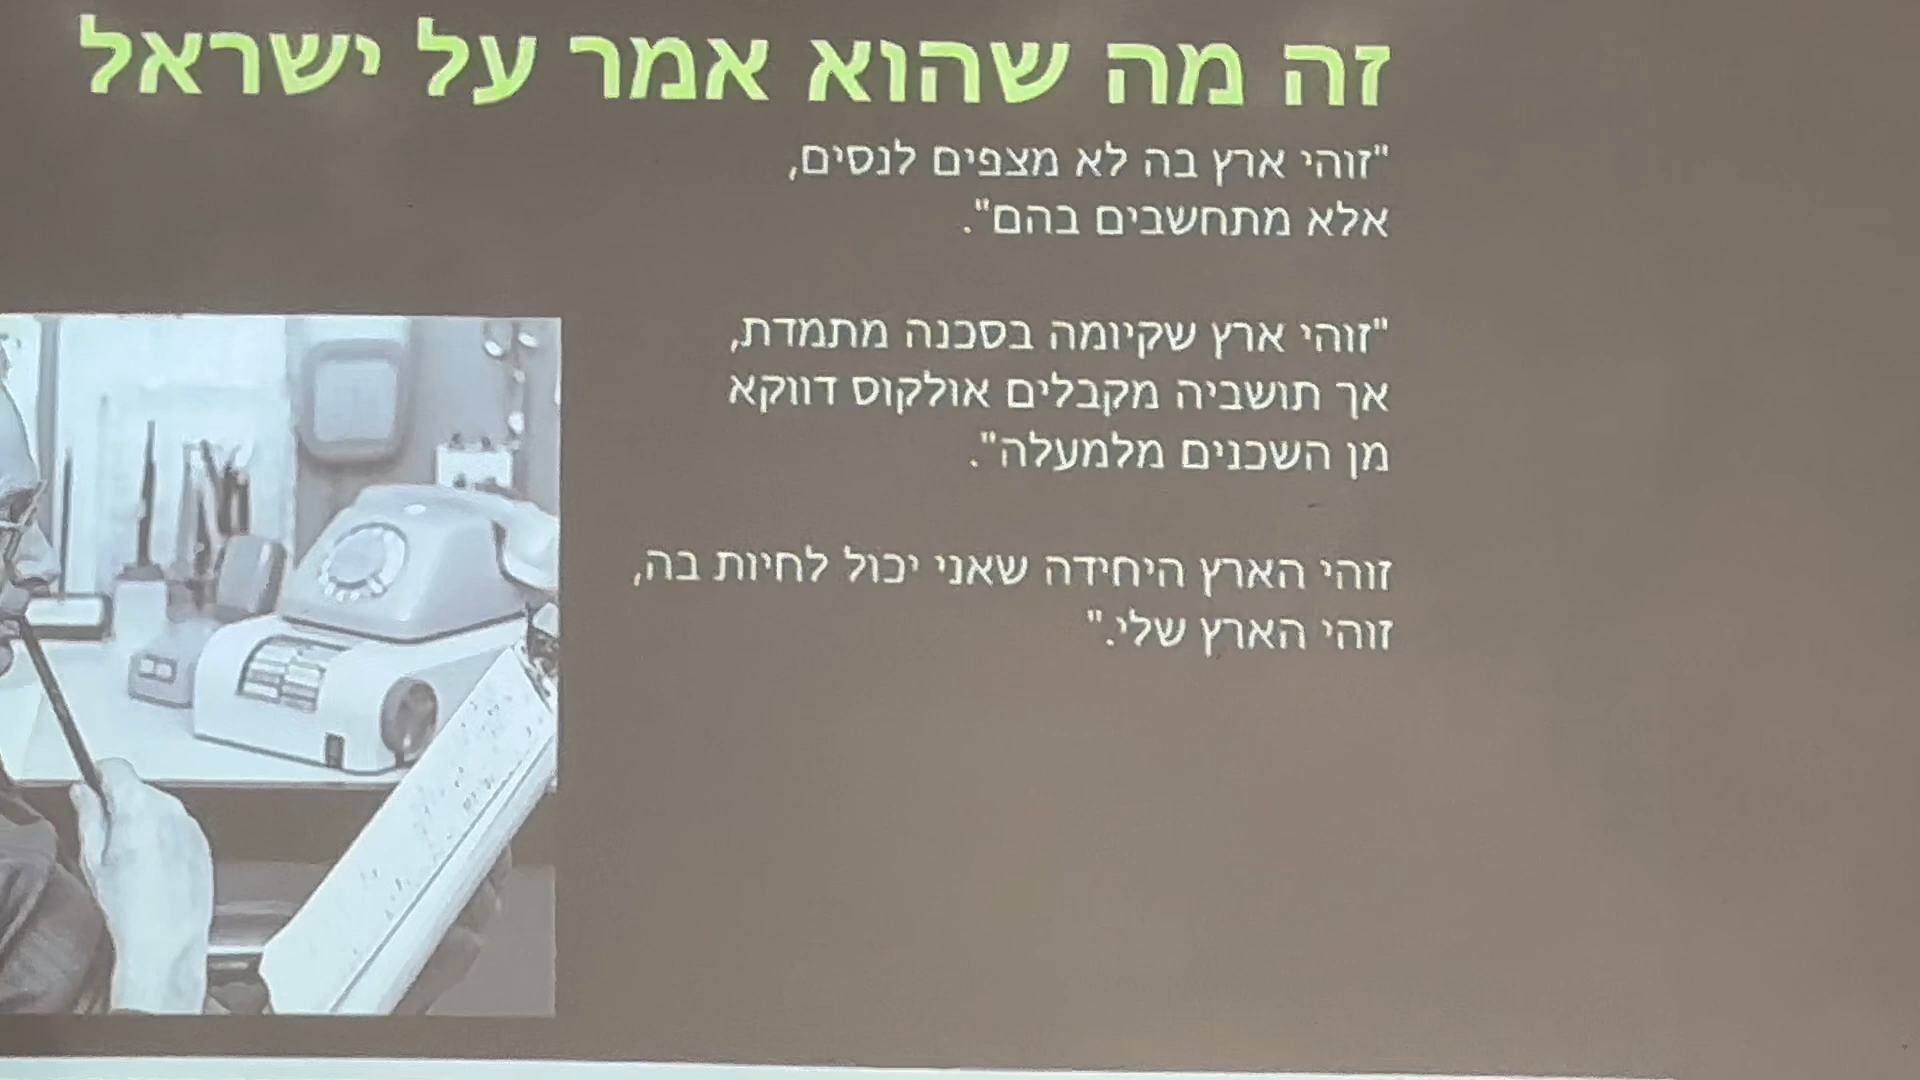 זה מה שהוא אמר על ישראל
"זוהי ארץ בה לא מצפים לנסים,
אלא מתחשבים בהם".
"זוהי ארץ שקיומה בסכנה מתמדת,
אך תושביה מקבלים אולקוס דווקא
מן השכנים מלמעלה".
זוהי הארץ היחידה שאני יכול לחיות בה,
זוהי הארץ שלי."